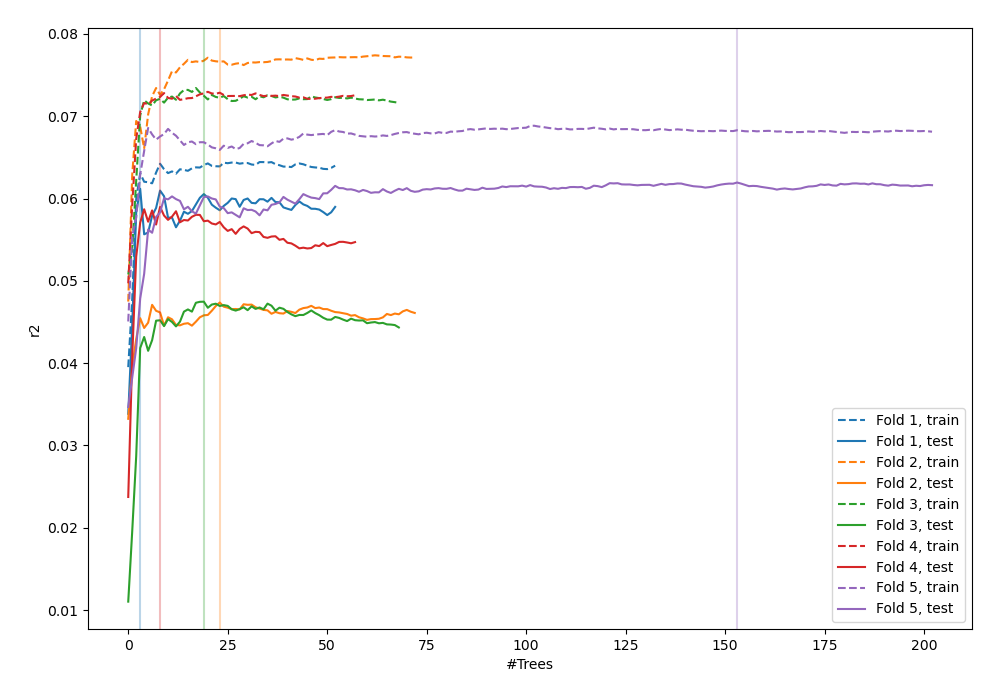 0.08
0.07
0.06
0.05
0.04
0.03
0.02
0.01
r2
0
25
50
75
100
125
150
175
200
#Trees
Fold 1, train
Fold 1, test
Fold 2, train
Fold 2, test
Fold 3, train
Fold 3, test
Fold 4, train
Fold 4, test
Fold 5, train
Fold 5, test